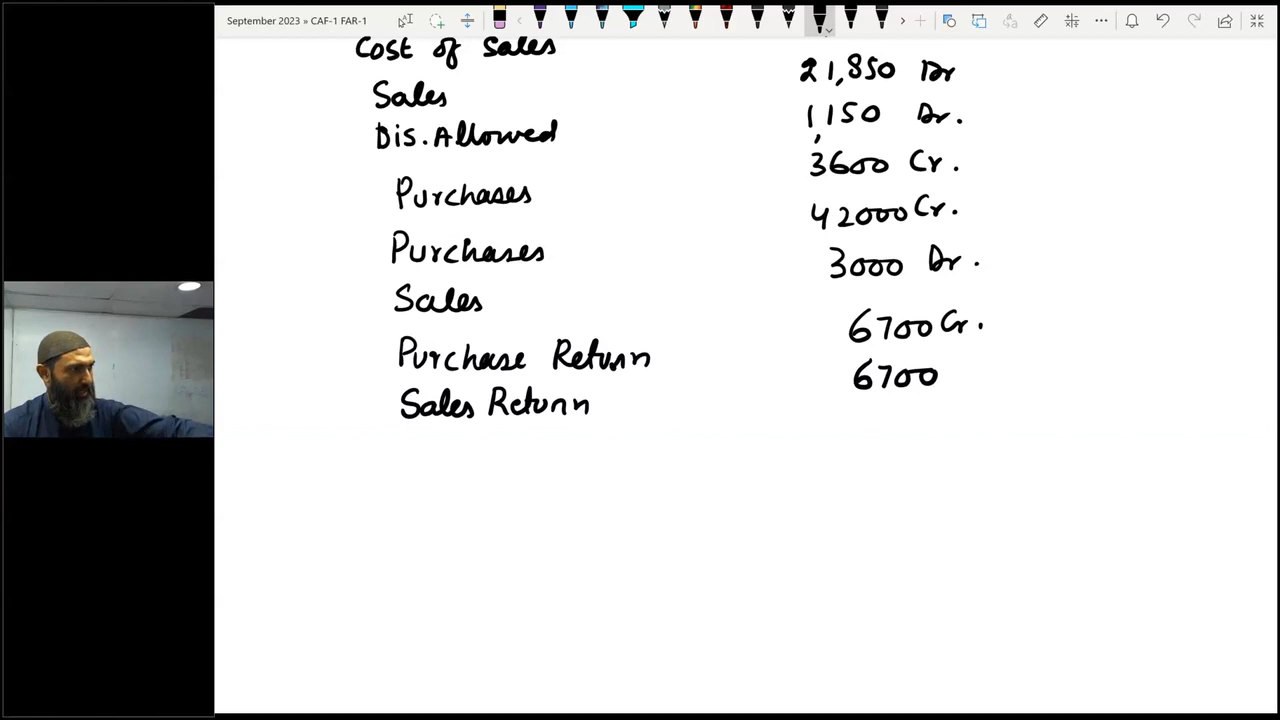 September 2023 » CAF-1 FAR-1
Cost of Sales
Sales 21,850 Dr
Dis. Allowed 1,150 Dr.
Purchases 3600 Cr.
Purchases 42000 Cr.
Sales 3000 Dr.
Purchase Return 6700 Cr.
Sales Return 6700